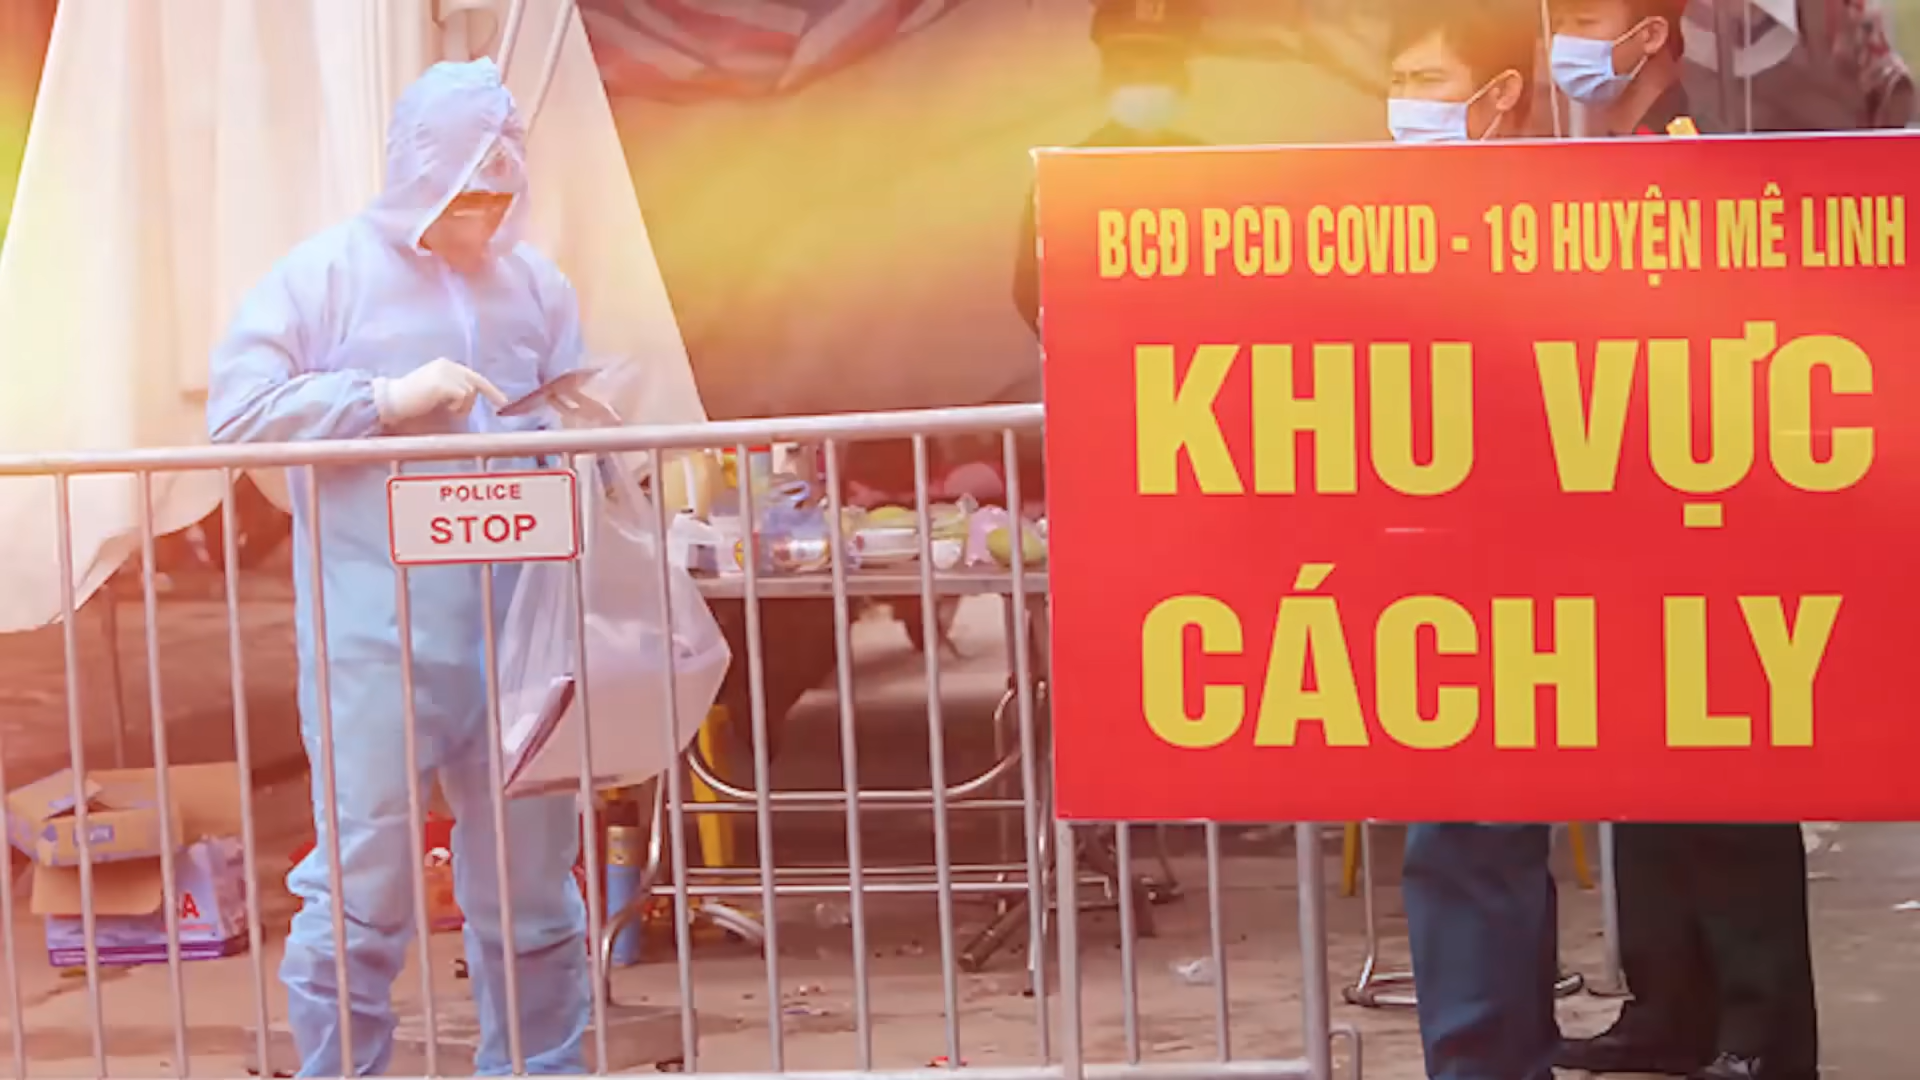 BCĐ PCD COVID - 19 HUYỆN MÊ LINH
KHU VỰC
CÁCH LY
POLICE
STOP